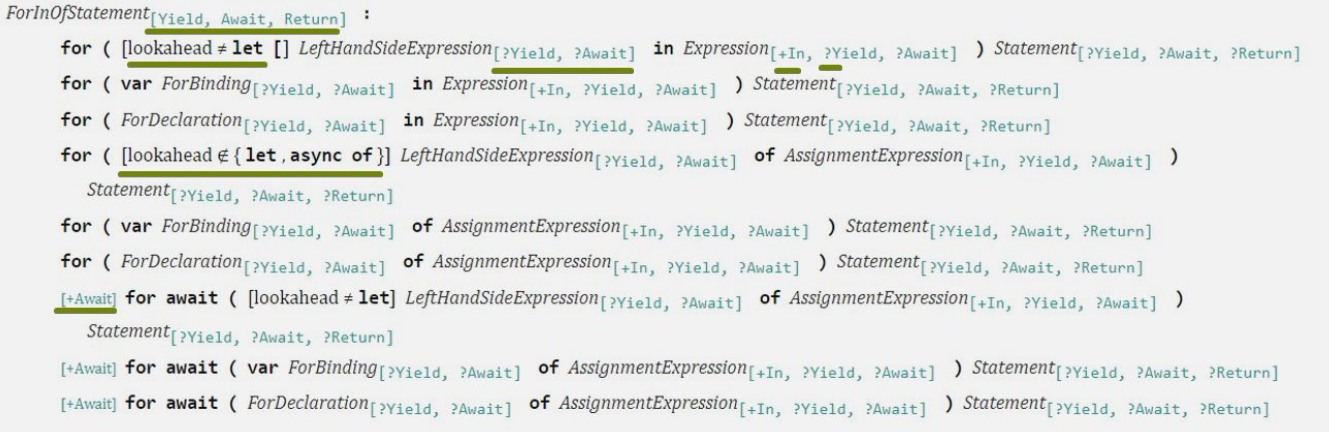 ForInOfStatement[Yield, Await, Return] :
for ( [lookahead ≠ let []  LeftHandSideExpression[?Yield, ?Await] in Expression[+In, ?Yield, ?Await] ) Statement[?Yield, ?Await, ?Return]
for ( var ForBinding[?Yield, ?Await] in Expression[+In, ?Yield, ?Await] ) Statement[?Yield, ?Await, ?Return]
for ( ForDeclaration[?Yield, ?Await] in Expression[+In, ?Yield, ?Await] ) Statement[?Yield, ?Await, ?Return]
for ( [lookahead ∉ { let , async of }] LeftHandSideExpression[?Yield, ?Await] of AssignmentExpression[+In, ?Yield, ?Await] )
Statement[?Yield, ?Await, ?Return]
for ( var ForBinding[?Yield, ?Await] of AssignmentExpression[+In, ?Yield, ?Await] ) Statement[?Yield, ?Await, ?Return]
for ( ForDeclaration[?Yield, ?Await] of AssignmentExpression[+In, ?Yield, ?Await] ) Statement[?Yield, ?Await, ?Return]
[+Await] for await ( [lookahead ≠ let] LeftHandSideExpression[?Yield, ?Await] of AssignmentExpression[+In, ?Yield, ?Await] )
Statement[?Yield, ?Await, ?Return]
[+Await] for await ( var ForBinding[?Yield, ?Await] of AssignmentExpression[+In, ?Yield, ?Await] ) Statement[?Yield, ?Await, ?Return]
[+Await] for await ( ForDeclaration[?Yield, ?Await] of AssignmentExpression[+In, ?Yield, ?Await] ) Statement[?Yield, ?Await, ?Return]